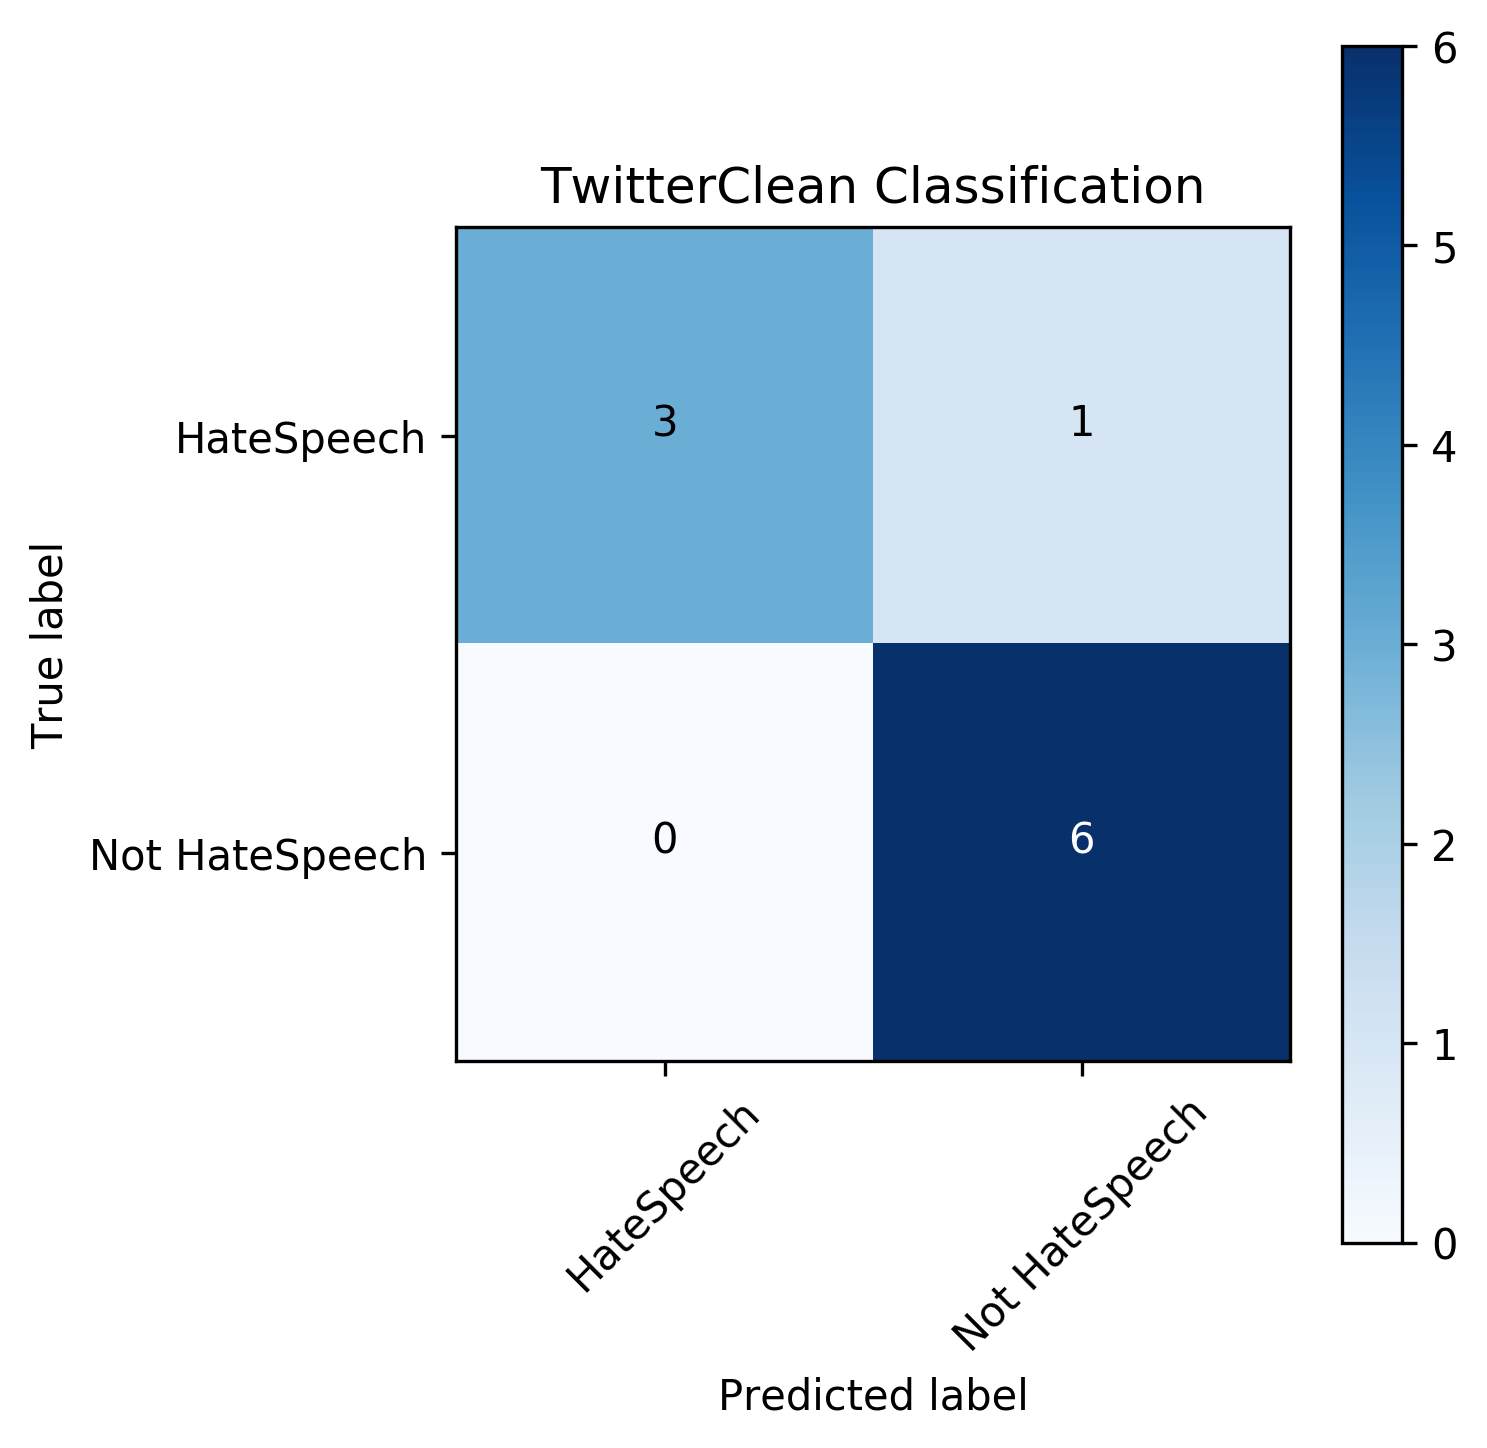 TwitterClean Classification
True label
HateSpeech
3
1
Not HateSpeech
0
6
HateSpeech
Not HateSpeech
Predicted label
6
5
4
3
2
1
0